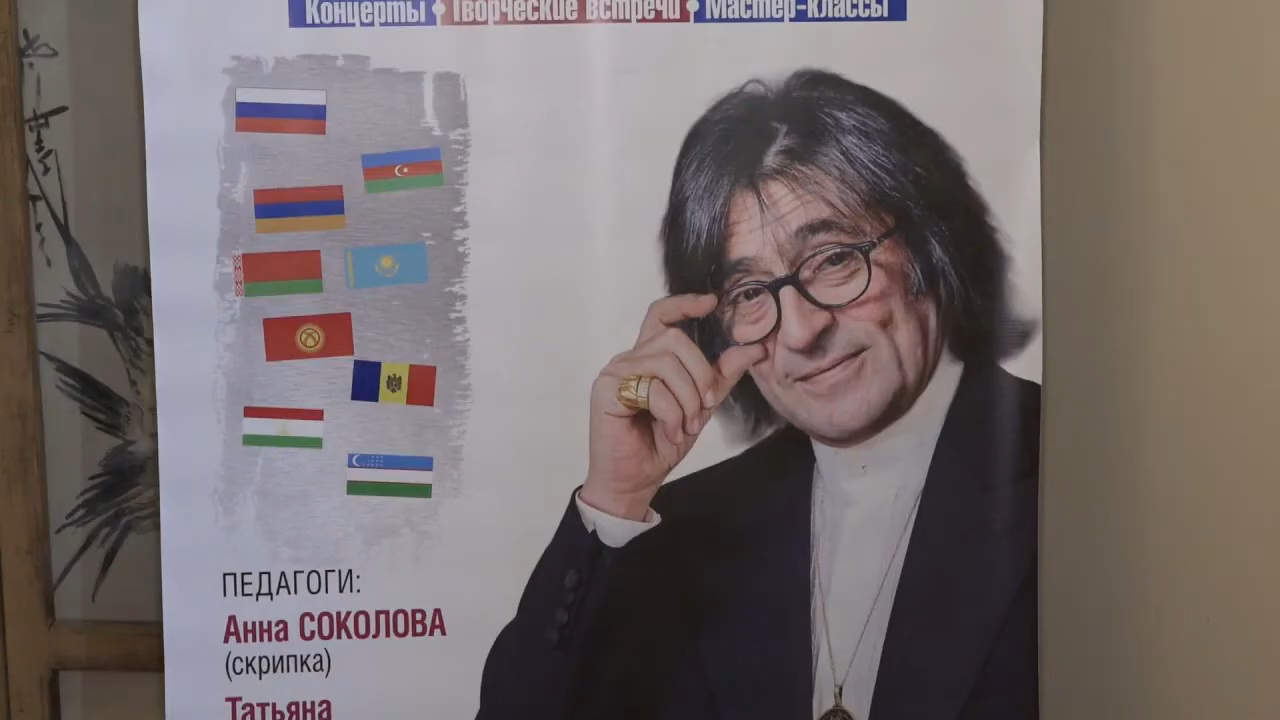 Концерты • Творческие встречи • Мастер-классы
ПЕДАГОГИ:
Анна СОКОЛОВА
(скрипка)
Татьяна